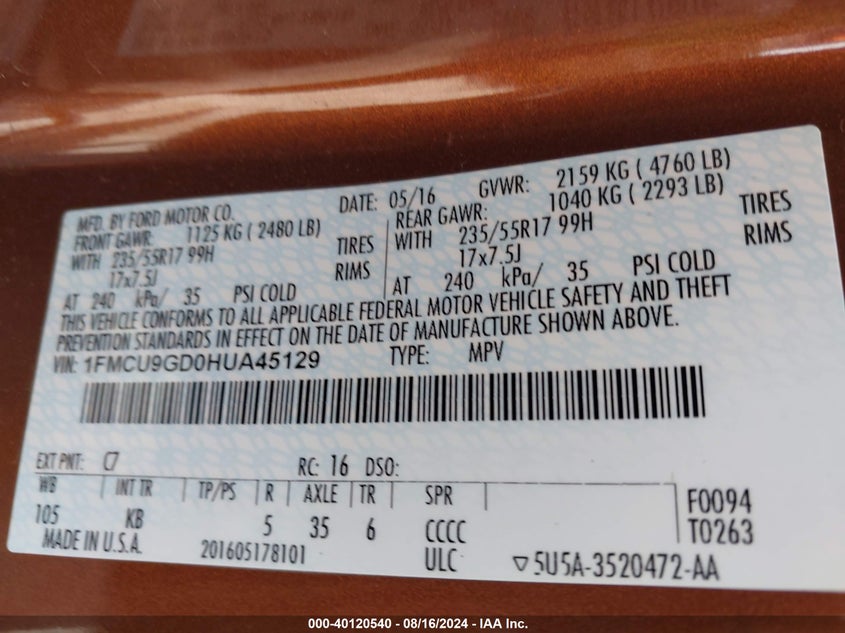 MFD. BY FORD MOTOR CO. DATE: 05/16 GVWR: 2159 KG ( 4760 LB)
FRONT GAWR: 1125 KG ( 2480 LB) REAR GAWR: 1040 KG ( 2293 LB)
WITH 235/55R17 99H TIRES WITH 235/55R17 99H TIRES
17x7.5J RIMS 17x7.5J RIMS
AT 240 kPa/ 35 PSI COLD AT 240 kPa/ 35 PSI COLD
THIS VEHICLE CONFORMS TO ALL APPLICABLE FEDERAL MOTOR VEHICLE SAFETY AND THEFT
PREVENTION STANDARDS IN EFFECT ON THE DATE OF MANUFACTURE SHOWN ABOVE.
VIN: 1FMCU9GD0HUA45129 TYPE: MPV
EXT PNT: C7 RC: 16 DSO:
WB INT TR TP/PS R AXLE TR SPR F0094
105 KB 5 35 6 CCCC T0263
MADE IN U.S.A. 201605178101 ULC ▽5U5A-3520472-AA
000-40120540 - 08/16/2024 - IAA Inc.